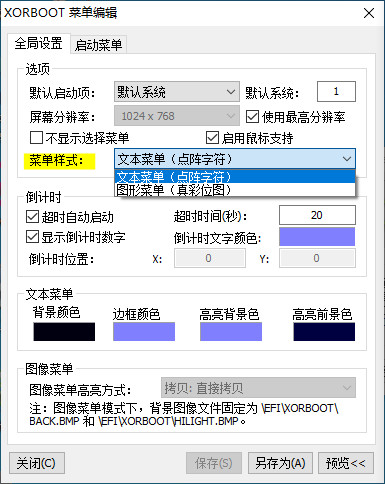 XORBOOT 菜单编辑
全局设置 启动菜单
选项
默认启动项： 默认系统 默认系统： 1
屏幕分辨率： 1024 x 768 使用最高分辨率
不显示选择菜单 启用鼠标支持
菜单样式： 文本菜单（点阵字符）
文本菜单（点阵字符）
图形菜单（真彩位图）
倒计时
超时自动启动 超时时间(秒)： 20
显示倒计时数字 倒计时文字颜色：
倒计时位置： X: 0 Y: 0
文本菜单
背景颜色 边框颜色 高亮背景色 高亮前景色
图像菜单
图像菜单高亮方式： 拷贝: 直接拷贝
注：图像菜单模式下，背景图像文件固定为 \EFI\XORBOOT\
BACK.BMP 和 \EFI\XORBOOT\HILIGHT.BMP。
关闭(C) 保存(S) 另存为(A) 预览<<